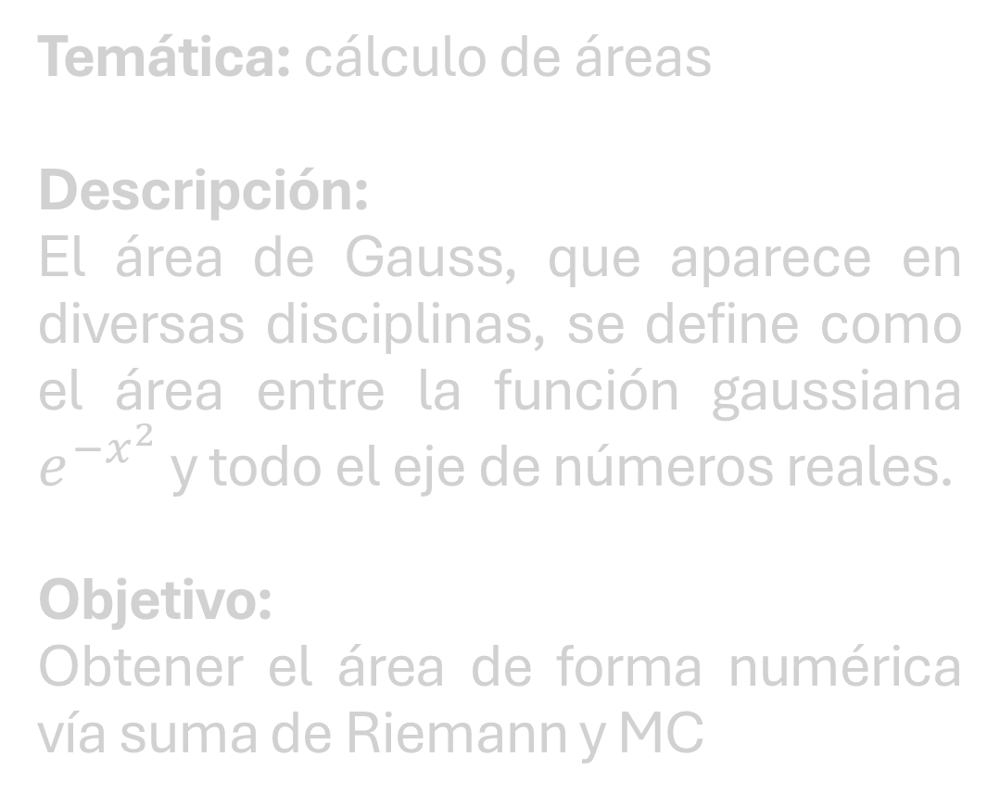 Temática: cálculo de áreas
Descripción:
El área de Gauss, que aparece en
diversas disciplinas, se define como
el área entre la función gaussiana
$e^{-x^2}$ y todo el eje de números reales.
Objetivo:
Obtener el área de forma numérica
vía suma de Riemann y MC